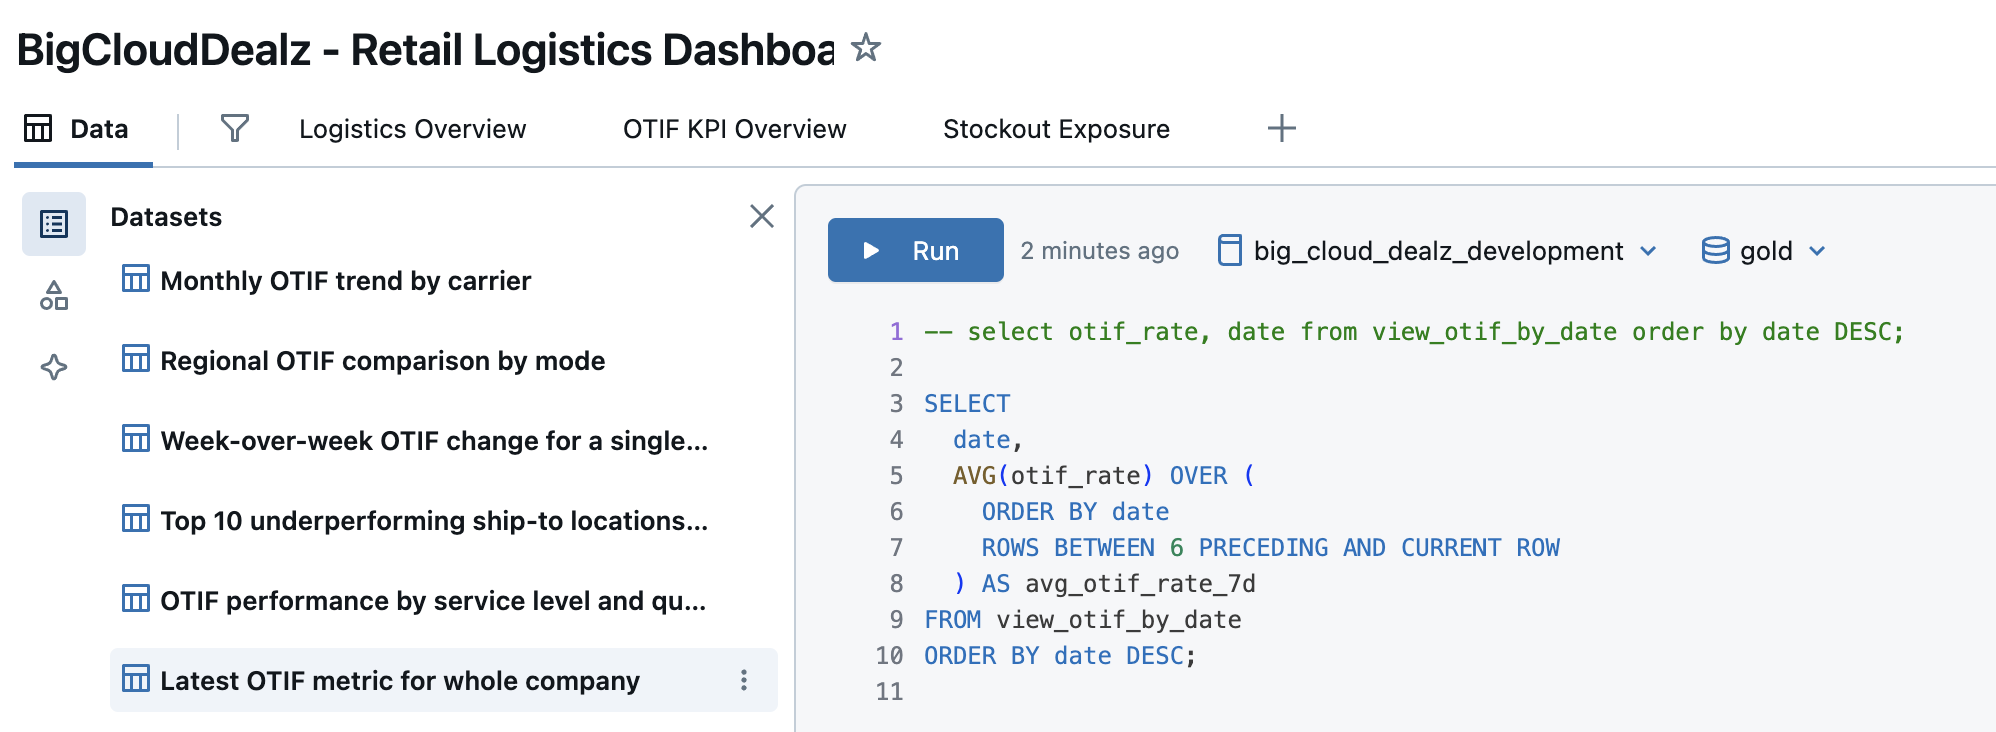 BigCloudDealz - Retail Logistics Dashboa
Data
Logistics Overview
OTIF KPI Overview
Stockout Exposure
Datasets
Monthly OTIF trend by carrier
Regional OTIF comparison by mode
Week-over-week OTIF change for a single...
Top 10 underperforming ship-to locations...
OTIF performance by service level and qu...
Latest OTIF metric for whole company
Run
2 minutes ago
big_cloud_dealz_development
gold
1 -- select otif_rate, date from view_otif_by_date order by date DESC;
2
3 SELECT
4   date,
5   AVG(otif_rate) OVER (
6     ORDER BY date
7     ROWS BETWEEN 6 PRECEDING AND CURRENT ROW
8   ) AS avg_otif_rate_7d
9 FROM view_otif_by_date
10 ORDER BY date DESC;
11